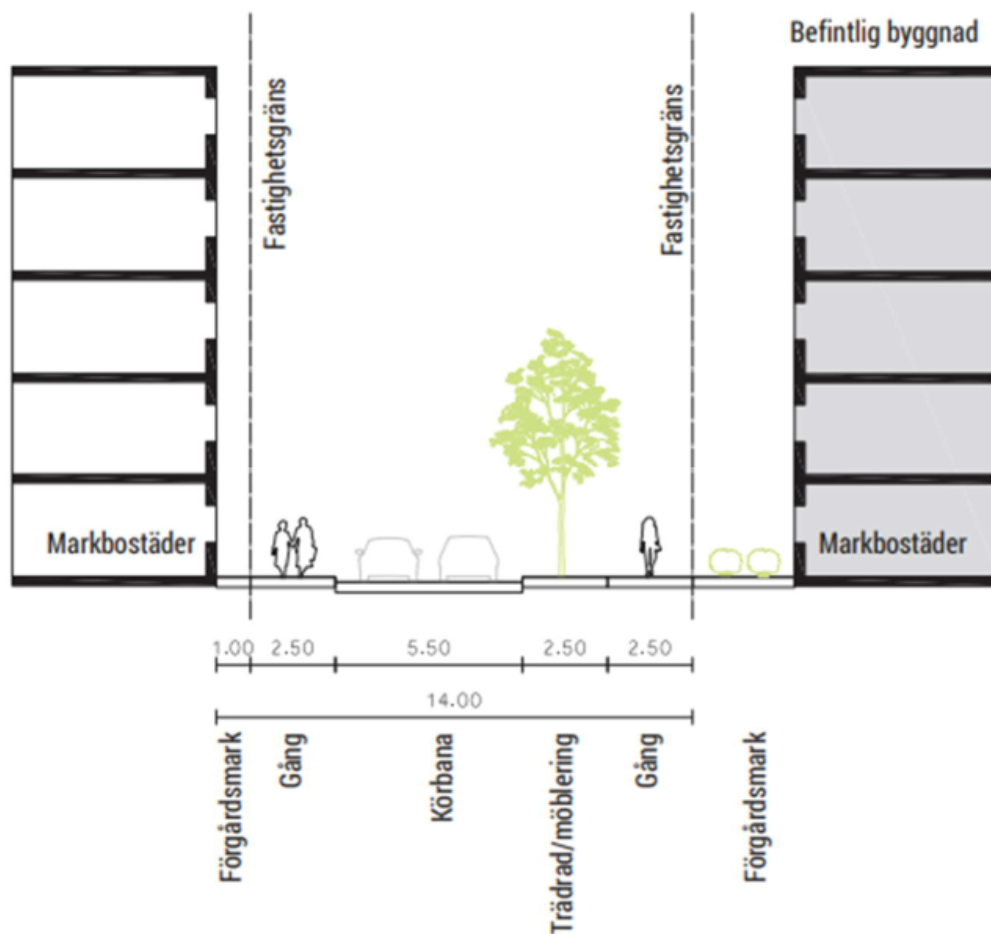 Befintlig byggnad
Fastighetsgräns
Fastighetsgräns
Markbostäder
Markbostäder
1.00 2.50 5.50 2.50 2.50
14.00
Förgårdsmark
Gång
Körbana
Trädrad/möblering
Gång
Förgårdsmark